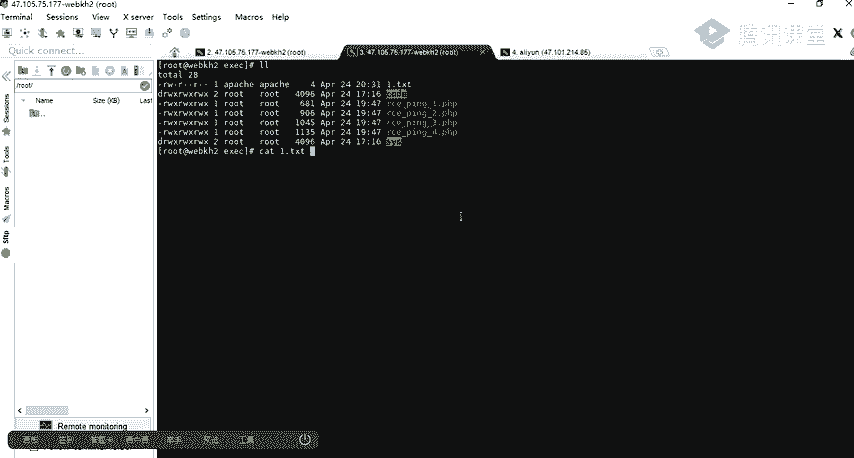 47.105.75.177-webkh2 (root)
Terminal Sessions View X server Tools Settings Macros Help
Quick connect...
2. 47.105.75.177-webkh2 (root)
3. 47.105.75.177-webkh2 (root)
4. aliyun (47.101.214.85)
腾讯课堂
/root/
Name Size (KB) Last
..
Sessions
Tools
Macros
Sftp
[root@webkh2 exec]# ll
total 28
-rw-r--r-- 1 apache apache 4 Apr 24 20:33 1.txt
drwxrwxrwx 2 root root 4096 Apr 24 17:16
-rwxrwxrwx 1 root root 681 Apr 24 19:47 rce_ping_1.php
-rwxrwxrwx 1 root root 906 Apr 24 19:47 rce_ping_2.php
-rwxrwxrwx 1 root root 1045 Apr 24 19:47 rce_ping_3.php
-rwxrwxrwx 1 root root 1135 Apr 24 19:47 rce_ping_4.php
drwxrwxrwx 2 root root 4096 Apr 24 17:16
[root@webkh2 exec]# cat 1.txt
Remote monitoring